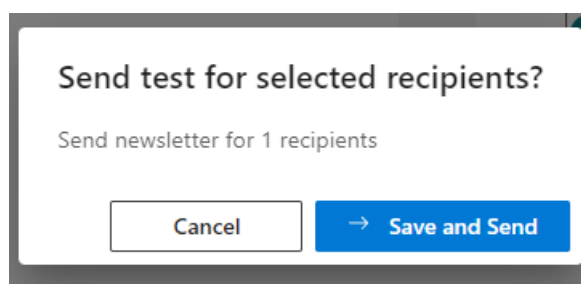 Send test for selected recipients?
Send newsletter for 1 recipients
Cancel
→ Save and Send